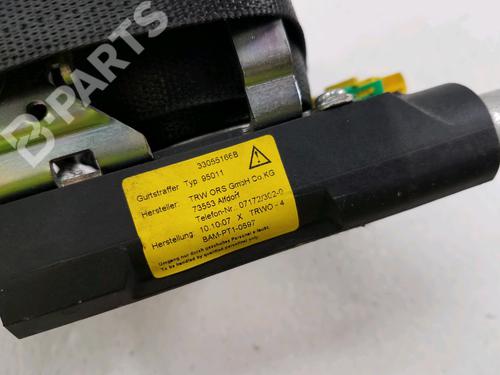 B-PARTS
33055166B
Gurtstraffer Typ 95011
Hersteller: TRW ORS GmbH Co.KG
73553 Alfdorf
Telefon-Nr. 07172/302-0
Herstellung: 10.10.07 X TRWO - 4
BAM-PT1-0597
Umgang nur durch geschultes Personal erlaubt.
To be handled by qualified personnel only.